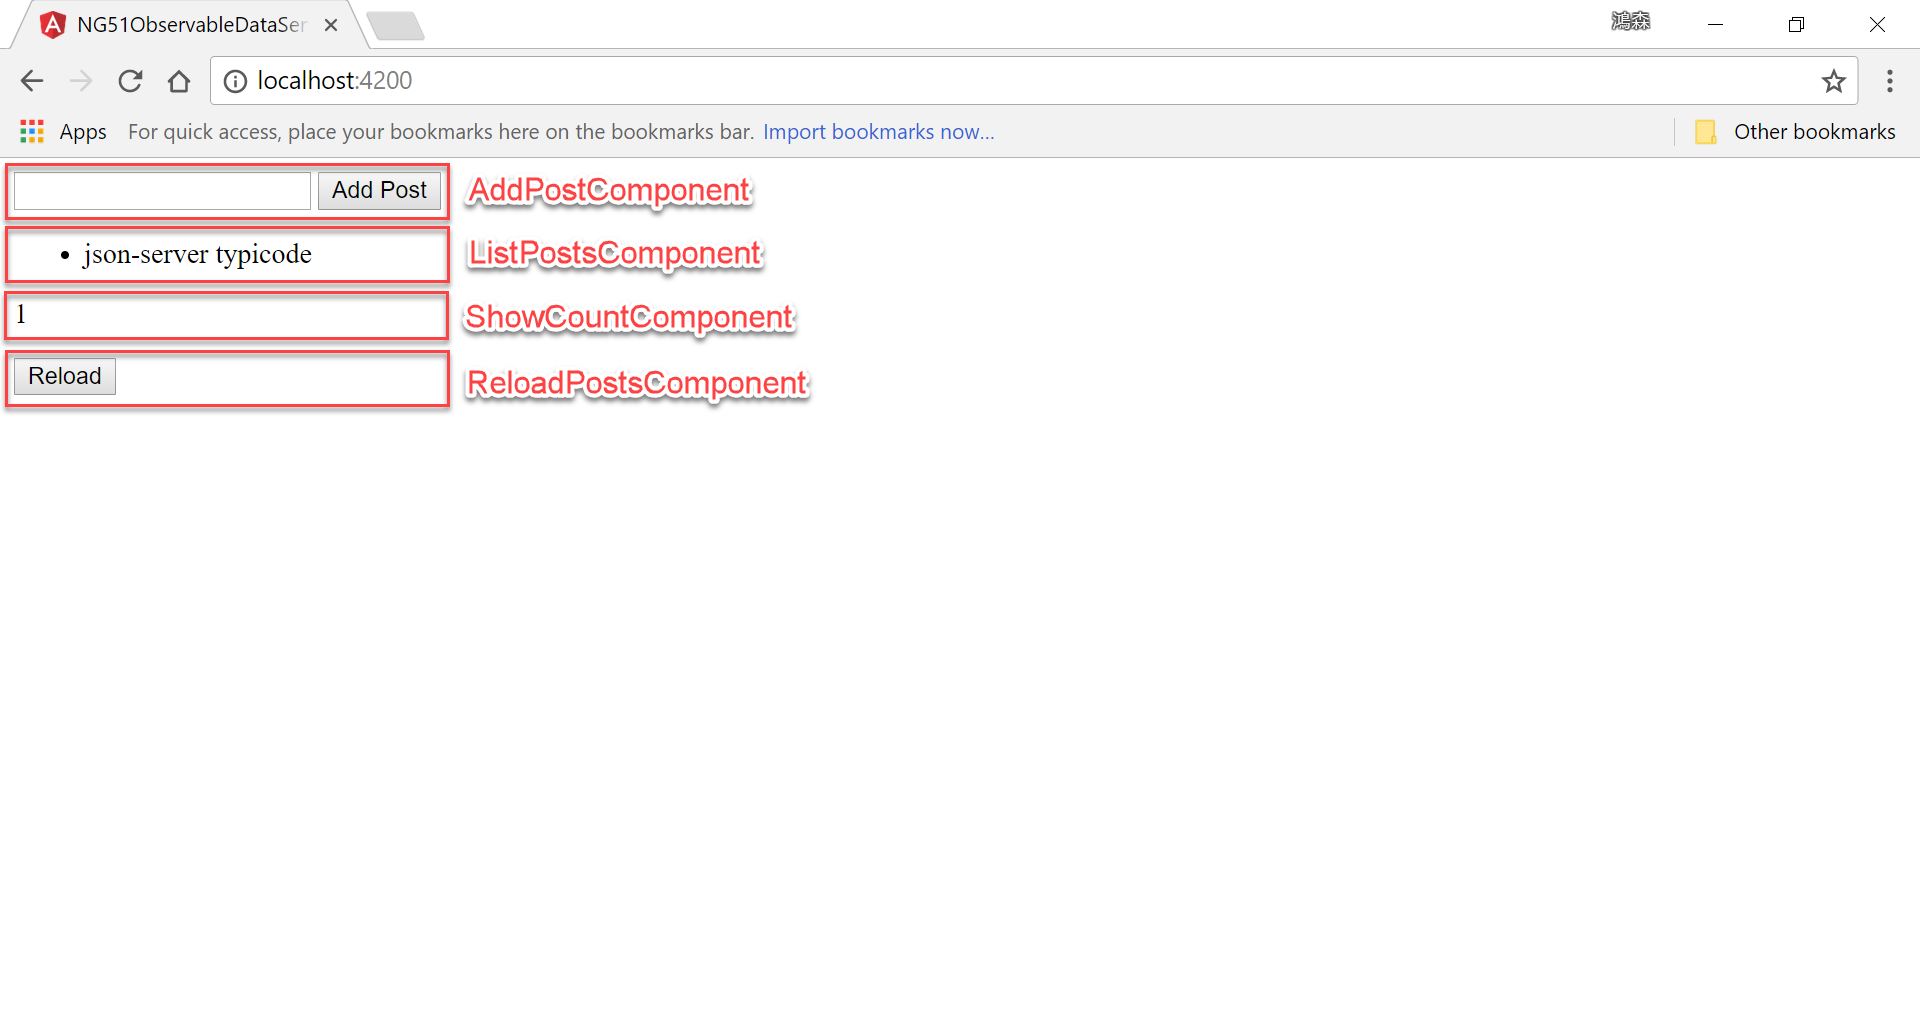 NG51ObservableDataSer
鴻森
localhost:4200
Apps For quick access, place your bookmarks here on the bookmarks bar. Import bookmarks now... Other bookmarks
Add Post AddPostComponent
• json-server typicode ListPostsComponent
1 ShowCountComponent
Reload ReloadPostsComponent